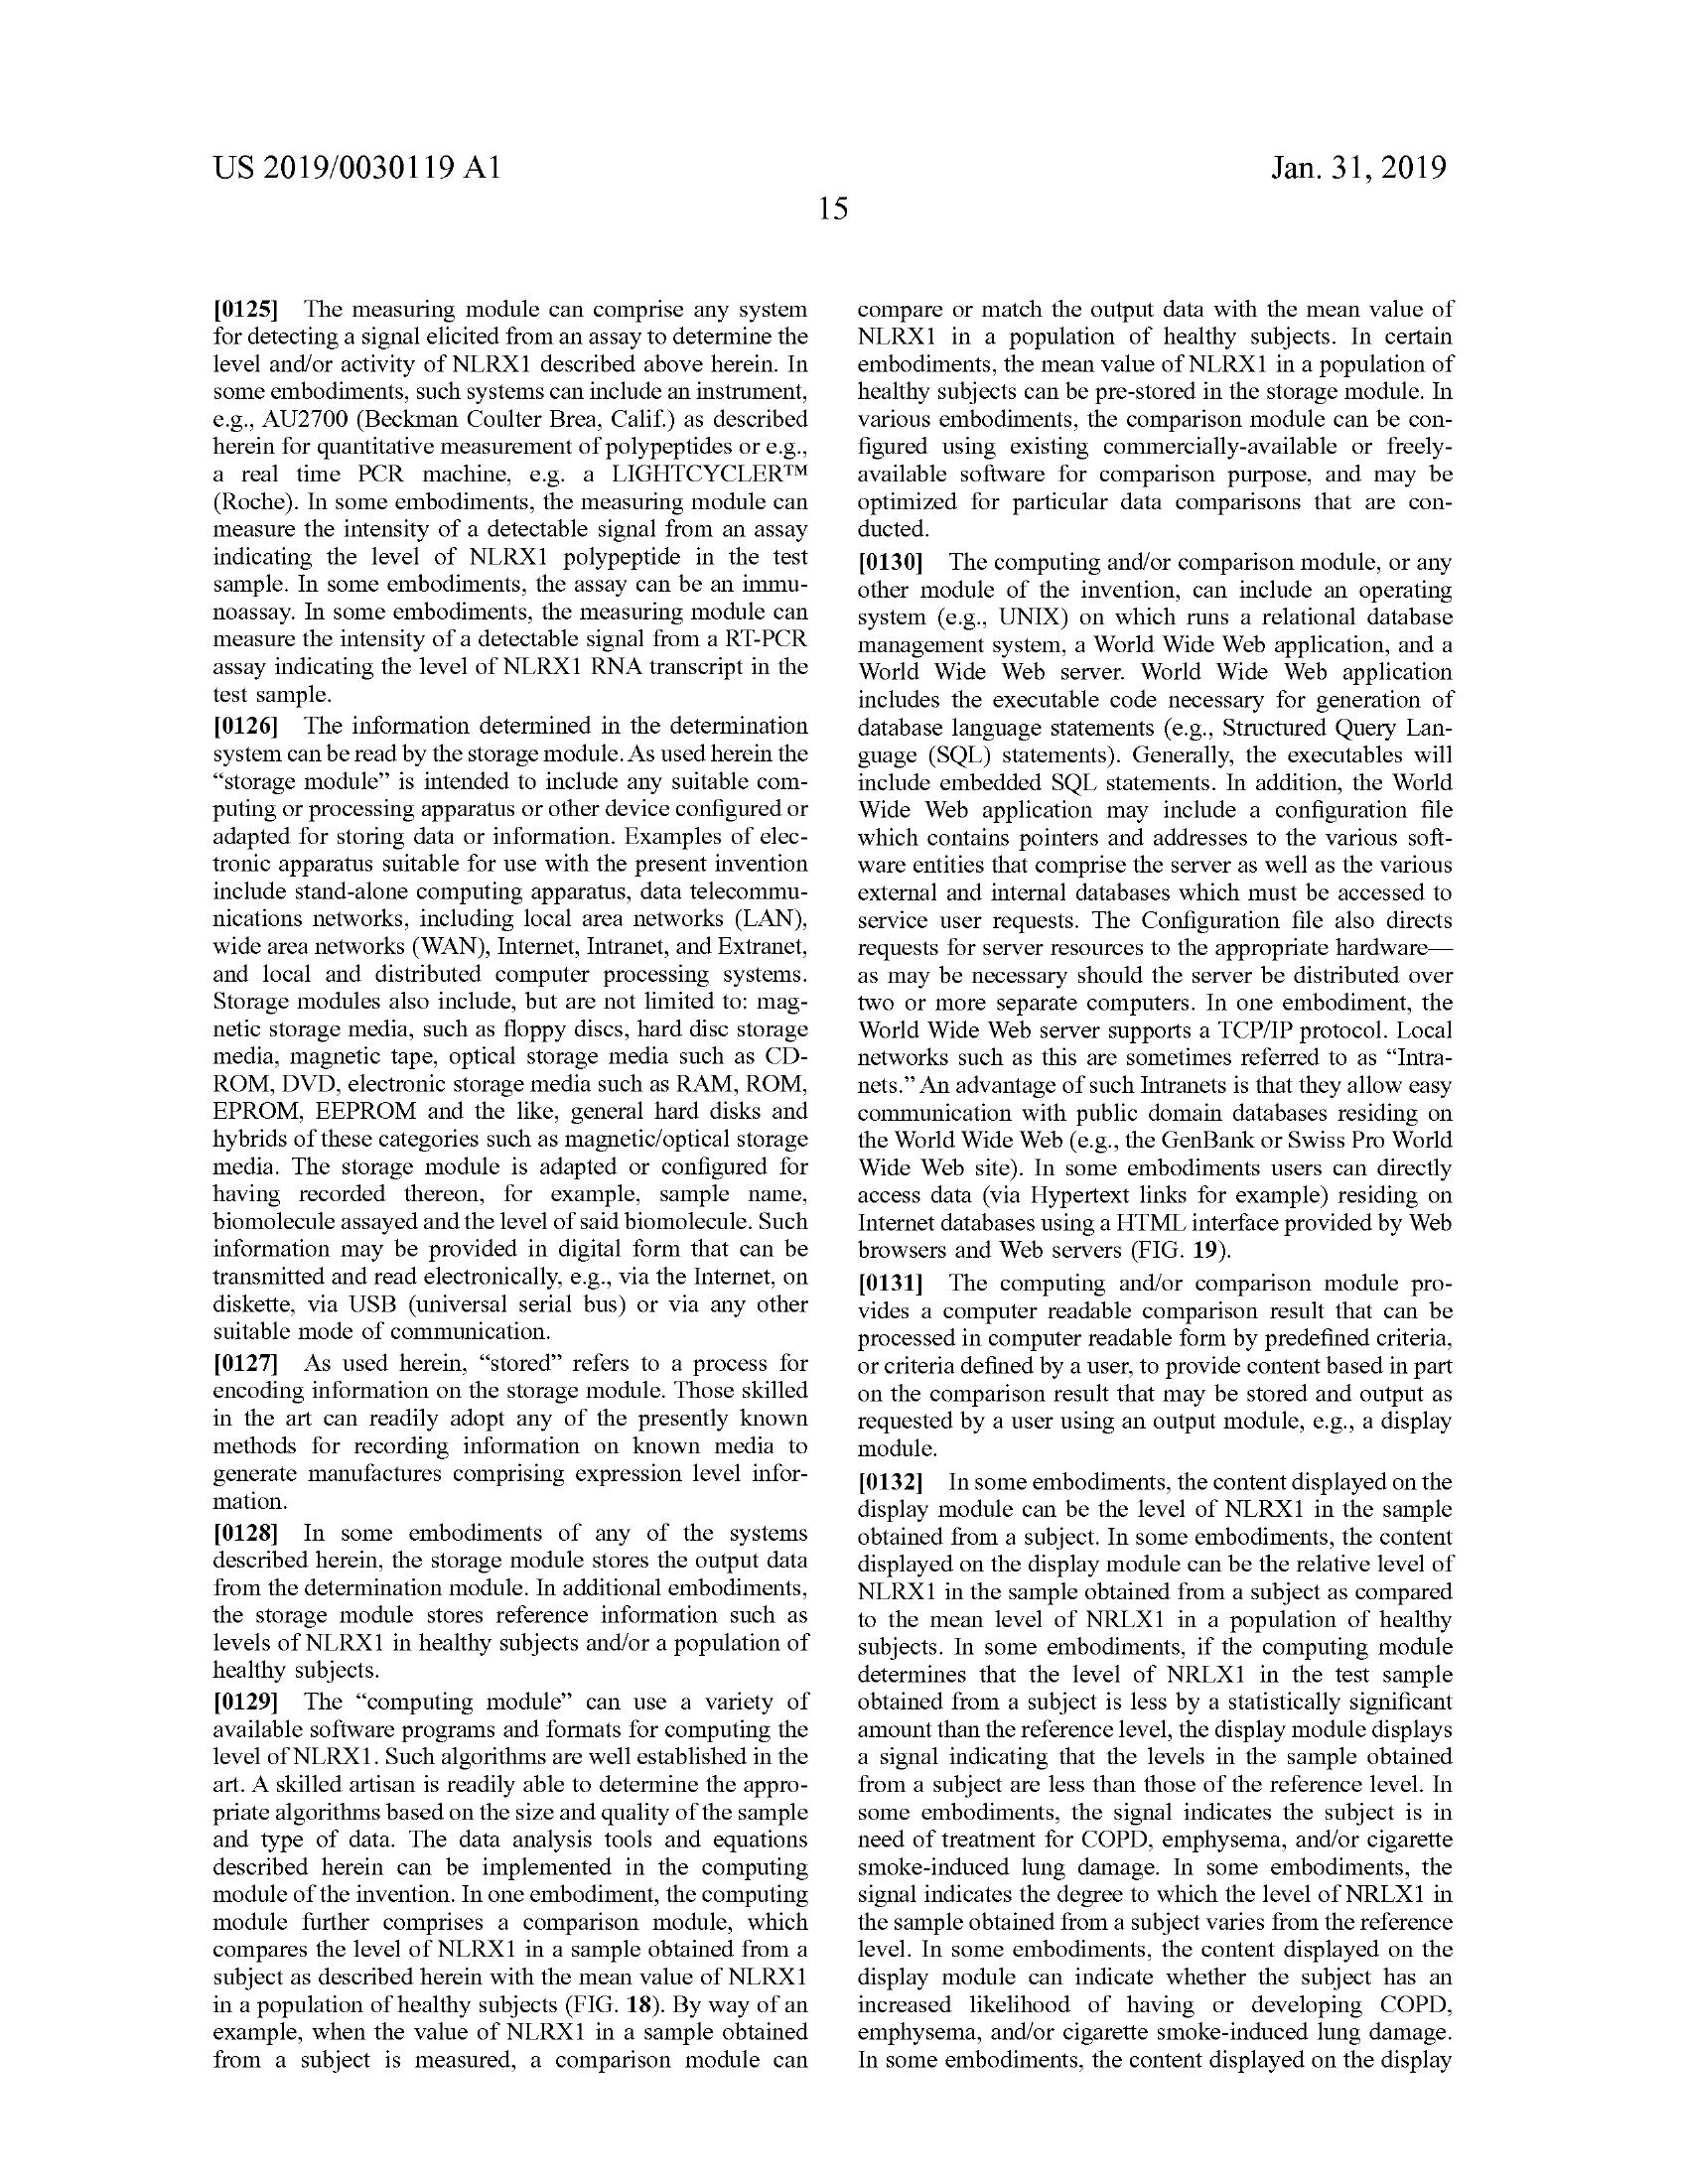 US 2019/0030119 A1
Jan. 31, 2019
15
[0125] The measuring module can comprise any system
for detecting a signal elicited from an assay to determine the
level and/or activity of NLRX1 described above herein. In
some embodiments, such systems can include an instrument,
e.g., AU2700 (Beckman Coulter Brea, Calif.) as described
herein for quantitative measurement of polypeptides or e.g.,
a real time PCR machine, e.g. a LIGHTCYCLER™
(Roche). In some embodiments, the measuring module can
measure the intensity of a detectable signal from an assay
indicating the level of NLRX1 polypeptide in the test
sample. In some embodiments, the assay can be an immu-
noassay. In some embodiments, the measuring module can
measure the intensity of a detectable signal from a RT-PCR
assay indicating the level of NLRX1 RNA transcript in the
test sample.
[0126] The information determined in the determination
system can be read by the storage module. As used herein the
“storage module” is intended to include any suitable com-
puting or processing apparatus or other device configured or
adapted for storing data or information. Examples of elec-
tronic apparatus suitable for use with the present invention
include stand-alone computing apparatus, data telecommu-
nications networks, including local area networks (LAN),
wide area networks (WAN), Internet, Intranet, and Extranet,
and local and distributed computer processing systems.
Storage modules also include, but are not limited to: mag-
netic storage media, such as floppy discs, hard disc storage
media, magnetic tape, optical storage media such as CD-
ROM, DVD, electronic storage media such as RAM, ROM,
EPROM, EEPROM and the like, general hard disks and
hybrids of these categories such as magnetic/optical storage
media. The storage module is adapted or configured for
having recorded thereon, for example, sample name,
biomolecule assayed and the level of said biomolecule. Such
information may be provided in digital form that can be
transmitted and read electronically, e.g., via the Internet, on
diskette, via USB (universal serial bus) or via any other
suitable mode of communication.
[0127] As used herein, “stored” refers to a process for
encoding information on the storage module. Those skilled
in the art can readily adopt any of the presently known
methods for recording information on known media to
generate manufactures comprising expression level infor-
mation.
[0128] In some embodiments of any of the systems
described herein, the storage module stores the output data
from the determination module. In additional embodiments,
the storage module stores reference information such as
levels of NLRX1 in healthy subjects and/or a population of
healthy subjects.
[0129] The “computing module” can use a variety of
available software programs and formats for computing the
level of NLRX1. Such algorithms are well established in the
art. A skilled artisan is readily able to determine the appro-
priate algorithms based on the size and quality of the sample
and type of data. The data analysis tools and equations
described herein can be implemented in the computing
module of the invention. In one embodiment, the computing
module further comprises a comparison module, which
compares the level of NLRX1 in a sample obtained from a
subject as described herein with the mean value of NLRX1
in a population of healthy subjects (FIG. 18). By way of an
example, when the value of NLRX1 in a sample obtained
from a subject is measured, a comparison module can
compare or match the output data with the mean value of
NLRX1 in a population of healthy subjects. In certain
embodiments, the mean value of NLRX1 in a population of
healthy subjects can be pre-stored in the storage module. In
various embodiments, the comparison module can be con-
figured using existing commercially-available or freely-
available software for comparison purpose, and may be
optimized for particular data comparisons that are con-
ducted.
[0130] The computing and/or comparison module, or any
other module of the invention, can include an operating
system (e.g., UNIX) on which runs a relational database
management system, a World Wide Web application, and a
World Wide Web server. World Wide Web application
includes the executable code necessary for generation of
database language statements (e.g., Structured Query Lan-
guage (SQL) statements). Generally, the executables will
include embedded SQL statements. In addition, the World
Wide Web application may include a configuration file
which contains pointers and addresses to the various soft-
ware entities that comprise the server as well as the various
external and internal databases which must be accessed to
service user requests. The Configuration file also directs
requests for server resources to the appropriate hardware—
as may be necessary should the server be distributed over
two or more separate computers. In one embodiment, the
World Wide Web server supports a TCP/IP protocol. Local
networks such as this are sometimes referred to as “Intra-
nets.” An advantage of such Intranets is that they allow easy
communication with public domain databases residing on
the World Wide Web (e.g., the GenBank or Swiss Pro World
Wide Web site). In some embodiments users can directly
access data (via Hypertext links for example) residing on
Internet databases using a HTML interface provided by Web
browsers and Web servers (FIG. 19).
[0131] The computing and/or comparison module pro-
vides a computer readable comparison result that can be
processed in computer readable form by predefined criteria,
or criteria defined by a user, to provide content based in part
on the comparison result that may be stored and output as
requested by a user using an output module, e.g., a display
module.
[0132] In some embodiments, the content displayed on the
display module can be the level of NLRX1 in the sample
obtained from a subject. In some embodiments, the content
displayed on the display module can be the relative level of
NLRX1 in the sample obtained from a subject as compared
to the mean level of NRLX1 in a population of healthy
subjects. In some embodiments, if the computing module
determines that the level of NRLX1 in the test sample
obtained from a subject is less by a statistically significant
amount than the reference level, the display module displays
a signal indicating that the levels in the sample obtained
from a subject are less than those of the reference level. In
some embodiments, the signal indicates the subject is in
need of treatment for COPD, emphysema, and/or cigarette
smoke-induced lung damage. In some embodiments, the
signal indicates the degree to which the level of NRLX1 in
the sample obtained from a subject varies from the reference
level. In some embodiments, the content displayed on the
display module can indicate whether the subject has an
increased likelihood of having or developing COPD,
emphysema, and/or cigarette smoke-induced lung damage.
In some embodiments, the content displayed on the display